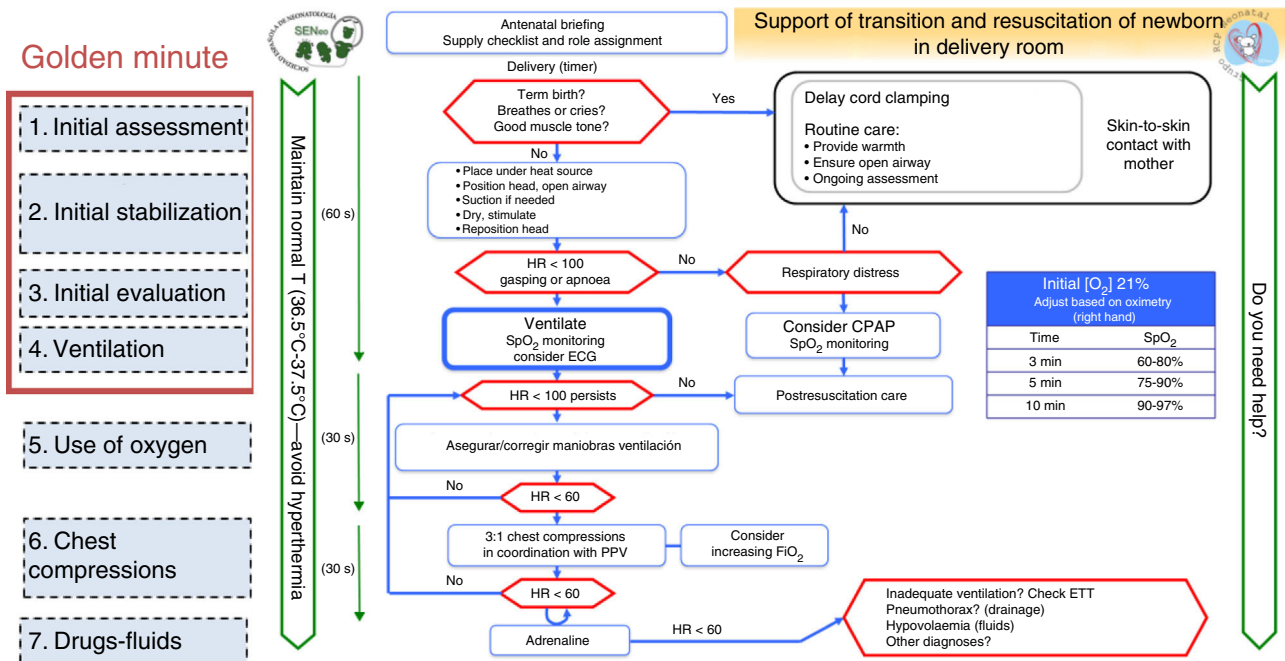 Golden minute
1. Initial assessment
2. Initial stabilization
3. Initial evaluation
4. Ventilation
5. Use of oxygen
6. Chest
compressions
7. Drugs-fluids
SOCIEDAD ESPAÑOLA DE NEONATOLOGÍA
SENeo
Maintain normal T (36.5°C-37.5°C)—avoid hyperthermia
(60 s)
(30 s)
(30 s)
Antenatal briefing
Supply checklist and role assignment
Support of transition and resuscitation of newborn
in delivery room
RCP Neonatal
Grupo
Delivery (timer)
Term birth?
Breathes or cries?
Good muscle tone?
Yes
Delay cord clamping
Routine care:
• Provide warmth
• Ensure open airway
• Ongoing assessment
Skin-to-skin
contact with
mother
No
• Place under heat source
• Position head, open airway
• Suction if needed
• Dry, stimulate
• Reposition head
No
HR < 100
gasping or apnoea
No
Respiratory distress
Ventilate
SpO₂ monitoring
consider ECG
Consider CPAP
SpO₂ monitoring
HR < 100 persists
No
Postresuscitation care
Asegurar/corregir maniobras ventilación
No
HR < 60
3:1 chest compressions
in coordination with PPV
Consider
increasing FiO₂
No
HR < 60
Adrenaline
HR < 60
Inadequate ventilation? Check ETT
Pneumothorax? (drainage)
Hypovolaemia (fluids)
Other diagnoses?
Initial [O₂] 21%
Adjust based on oximetry
(right hand)
Time SpO₂
3 min 60-80%
5 min 75-90%
10 min 90-97%
Do you need help?